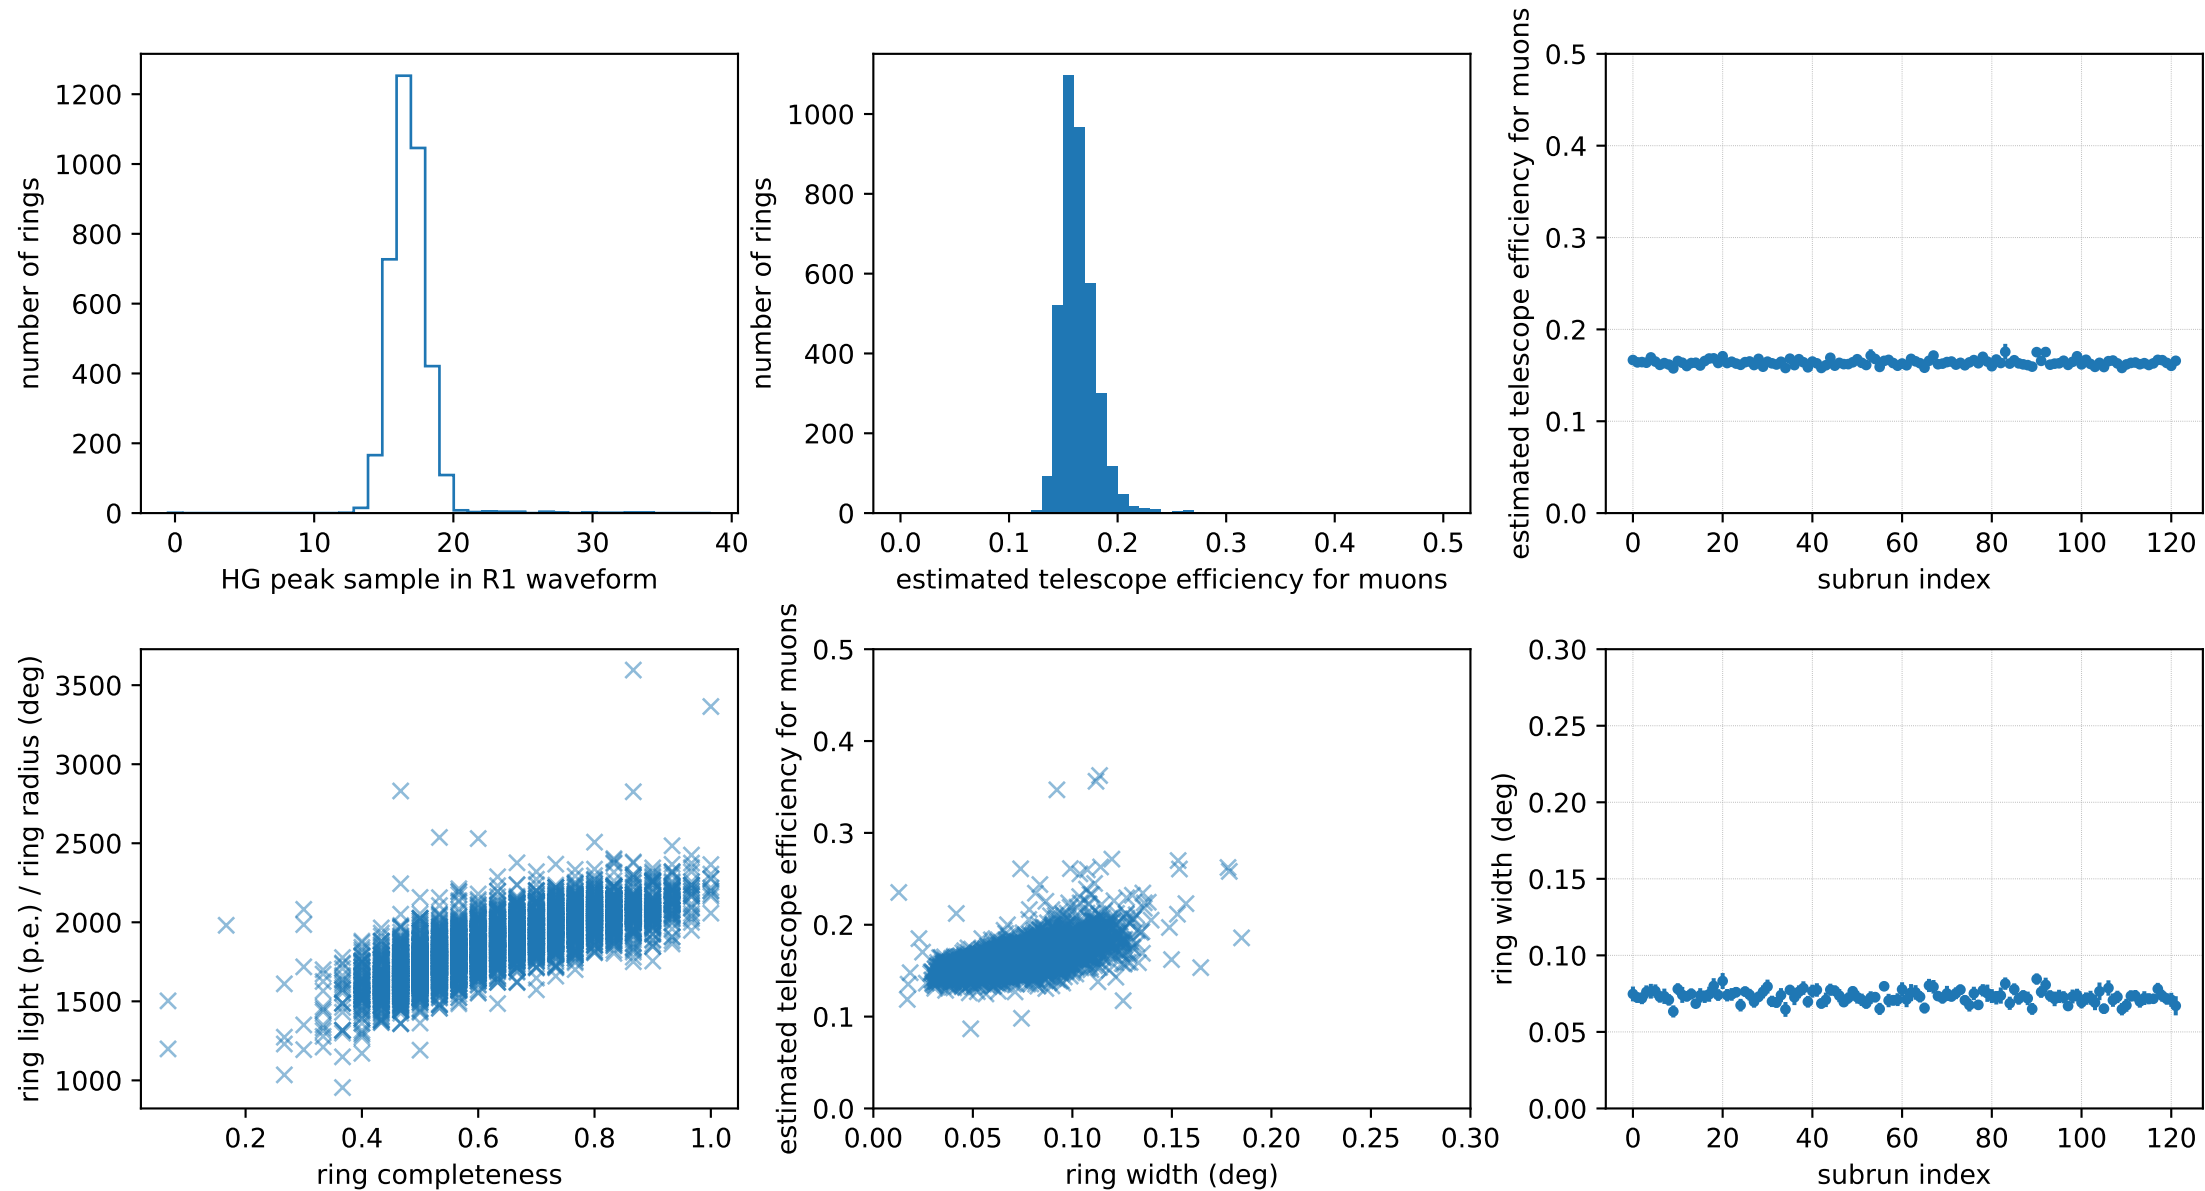 number of rings
1200
1000
800
600
400
200
0
0 10 20 30 40
HG peak sample in R1 waveform
number of rings
1000
800
600
400
200
0
0.0 0.1 0.2 0.3 0.4 0.5
estimated telescope efficiency for muons
estimated telescope efficiency for muons
0.5
0.4
0.3
0.2
0.1
0.0
0 20 40 60 80 100 120
subrun index
ring light (p.e.) / ring radius (deg)
3500
3000
2500
2000
1500
1000
0.2 0.4 0.6 0.8 1.0
ring completeness
estimated telescope efficiency for muons
0.5
0.4
0.3
0.2
0.1
0.0
0.00 0.05 0.10 0.15 0.20 0.25 0.30
ring width (deg)
ring width (deg)
0.30
0.25
0.20
0.15
0.10
0.05
0.00
0 20 40 60 80 100 120
subrun index